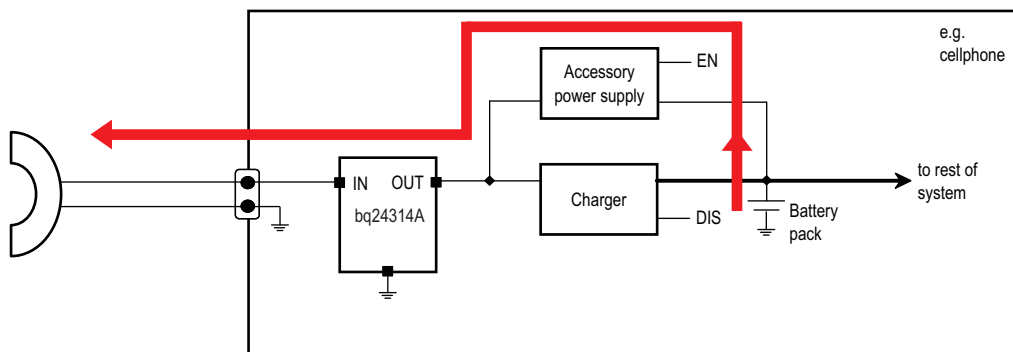 e.g.
cellphone
Accessory
power supply
EN
IN
OUT
bq24314A
Charger
DIS
Battery
pack
to rest of
system